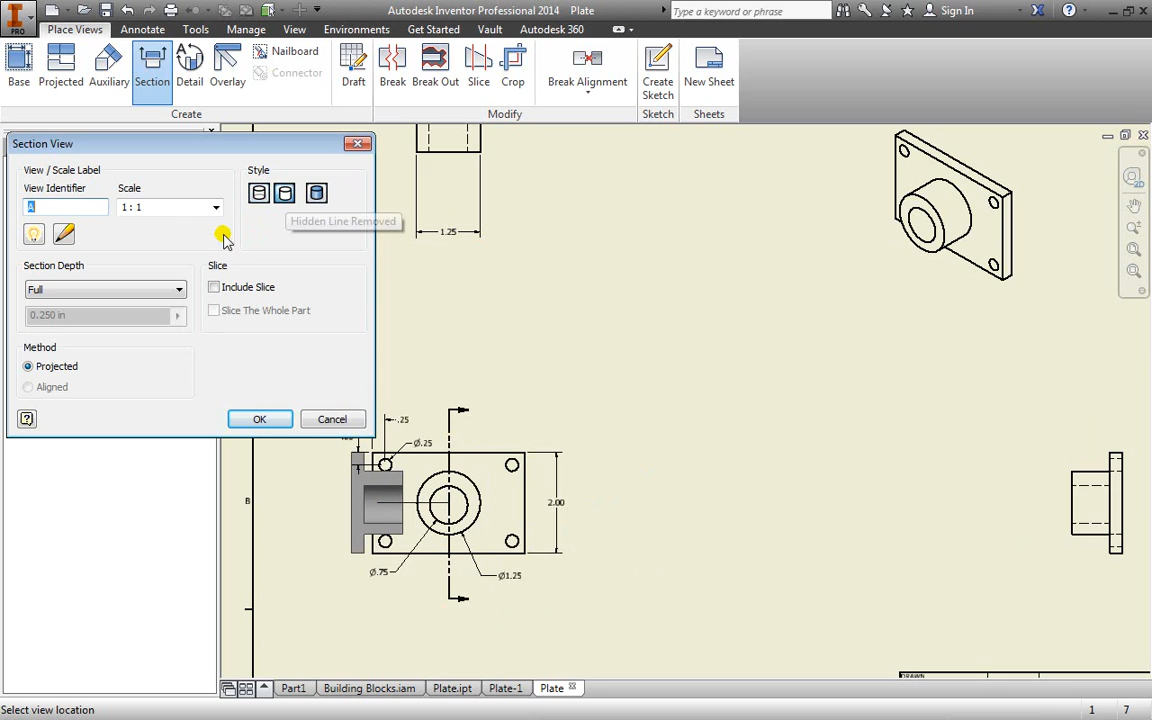 Autodesk Inventor Professional 2014 Plate
Type a keyword or phrase
Sign In
PRO
Place Views Annotate Tools Manage View Environments Get Started Vault Autodesk 360
Base Projected Auxiliary Section Detail Overlay
Nailboard
Connector
Draft Break Break Out Slice Crop Break Alignment
Create
Sketch
New Sheet
Create Modify Sketch Sheets
Section View
View / Scale Label
Style
View Identifier Scale
A 1 : 1
Hidden Line Removed
Section Depth
Slice
Full
Include Slice
0.250 in
Slice The Whole Part
Method
Projected
Aligned
OK Cancel
2D
1.25
.25
Ø.25
2.00
B
Ø.75
Ø1.25
DRAWN
Part1 Building Blocks.iam Plate.ipt Plate-1 Plate
Select view location 1 7